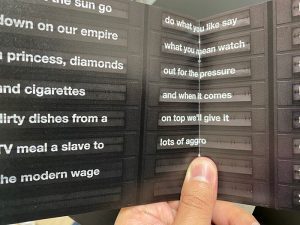 the sun go
down on our empire
princess, diamonds
and cigarettes
dirty dishes from a
TV meal a slave to
the modern wage
do what you like say
what you mean watch
out for the pressure
and when it comes
on top we'll give it
lots of aggro